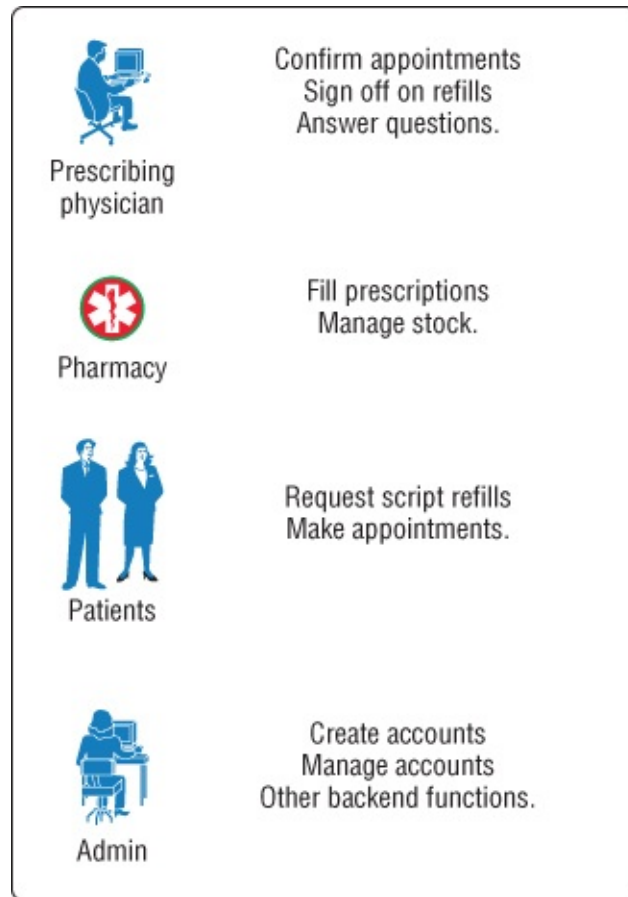 Confirm appointments
Sign off on refills
Answer questions.
Prescribing
physician
Fill prescriptions
Manage stock.
Pharmacy
Request script refills
Make appointments.
Patients
Create accounts
Manage accounts
Other backend functions.
Admin